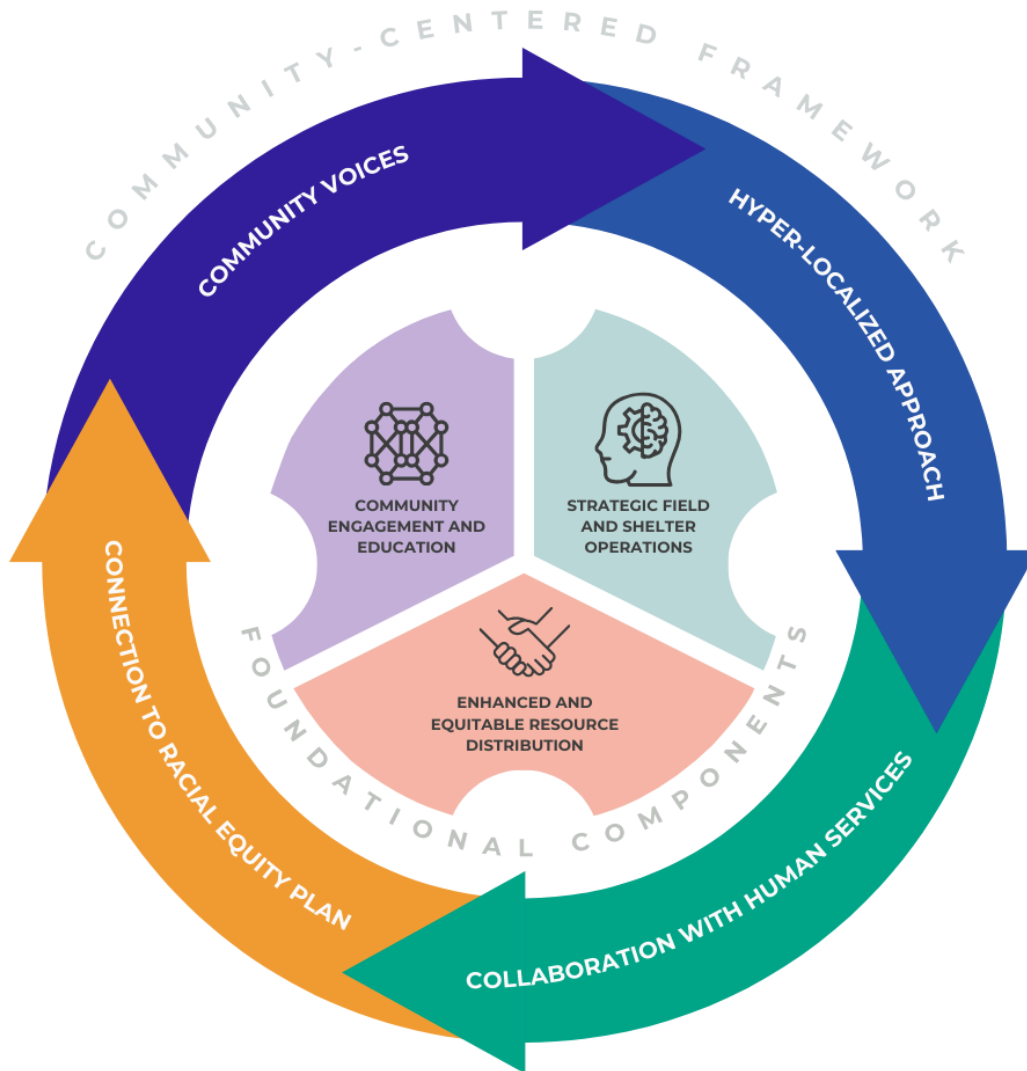 COMMUNITY-CENTERED FRAMEWORK
COMMUNITY VOICES
HYPER-LOCALIZED APPROACH
COLLABORATION WITH HUMAN SERVICES
CONNECTION TO RACIAL EQUITY PLAN
COMMUNITY
ENGAGEMENT AND
EDUCATION
STRATEGIC FIELD
AND SHELTER
OPERATIONS
ENHANCED AND
EQUITABLE RESOURCE
DISTRIBUTION
FOUNDATIONAL COMPONENTS